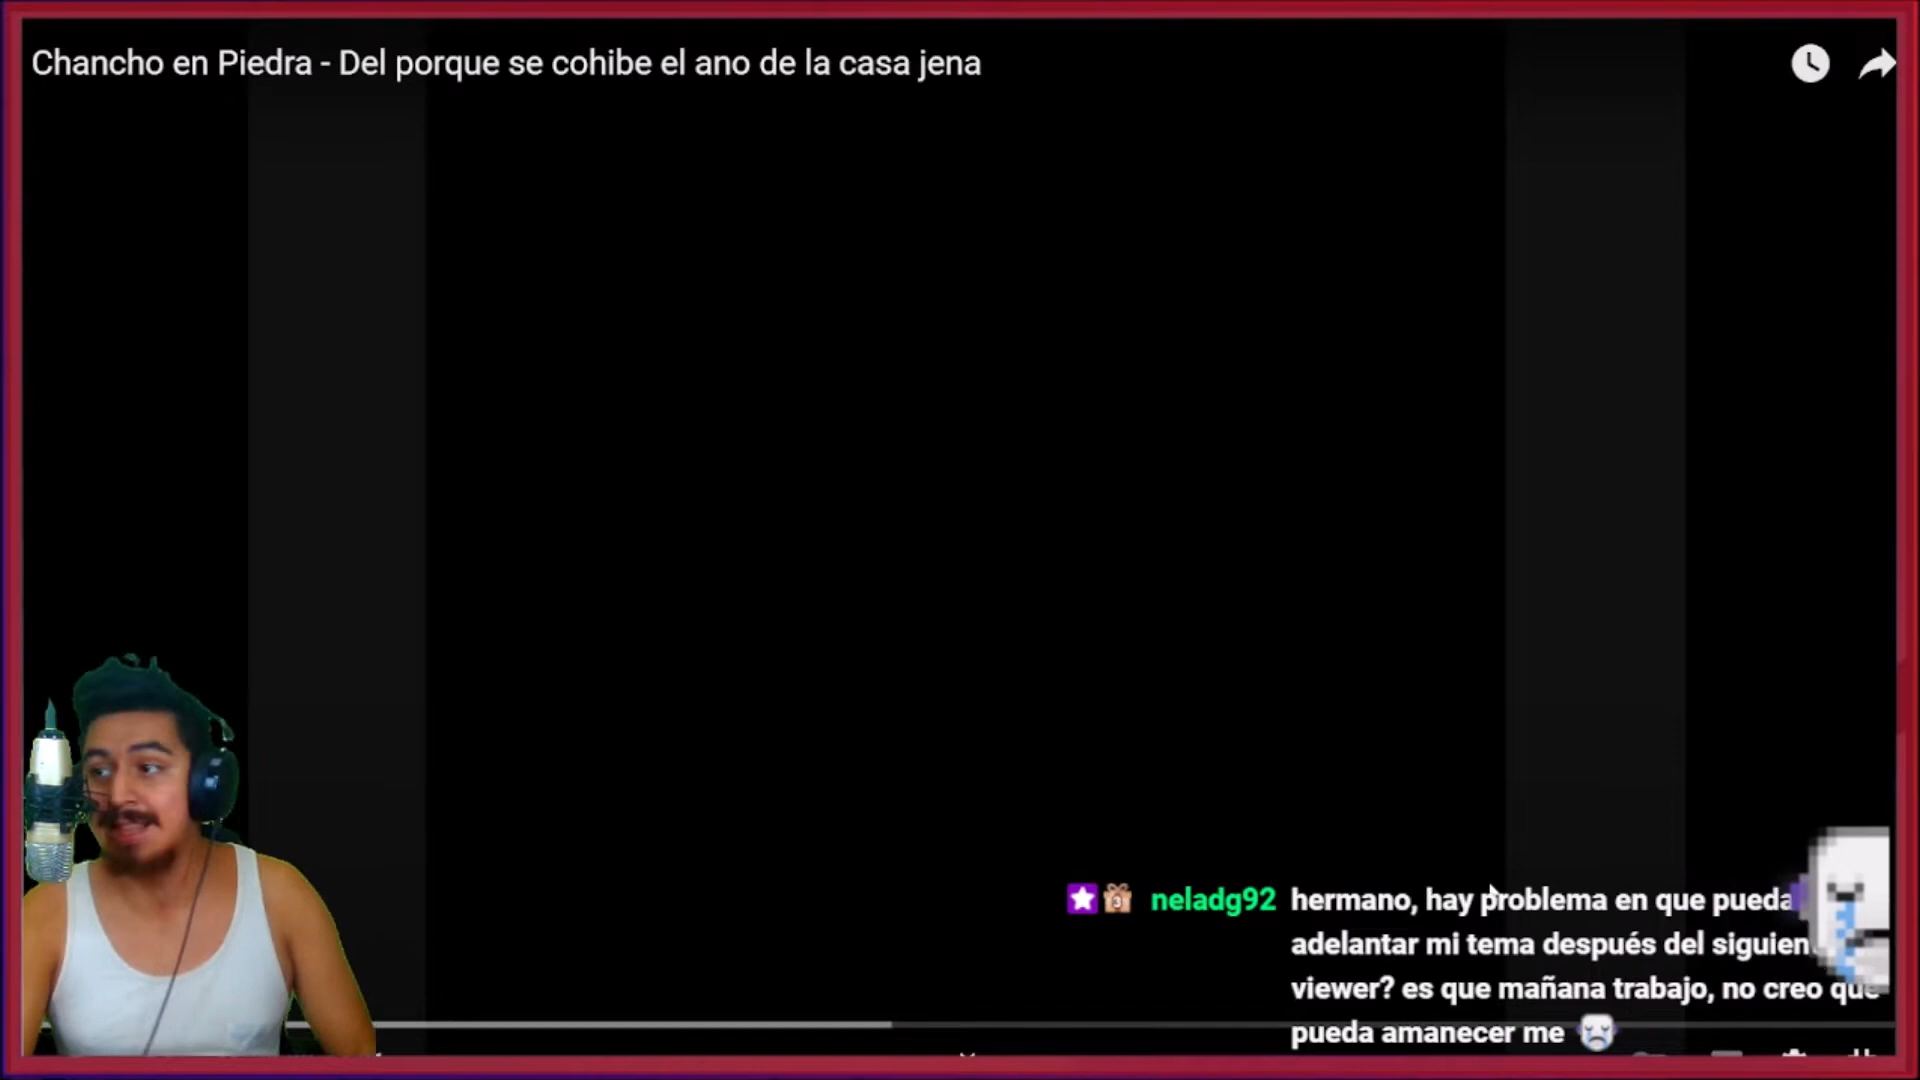 Chancho en Piedra - Del porque se cohibe el ano de la casa jena
neladg92 hermano, hay problema en que pueda
adelantar mi tema después del siguien
viewer? es que mañana trabajo, no creo que
pueda amanecer me